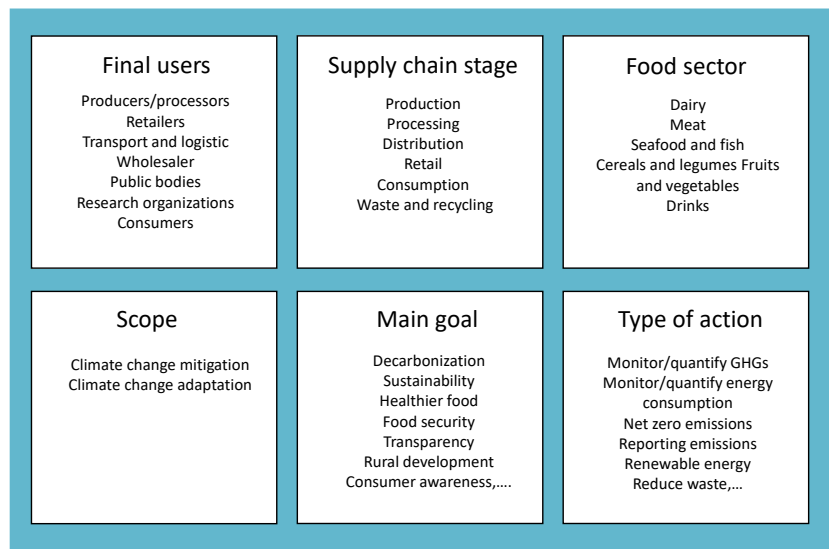 Final users
Producers/processors
Retailers
Transport and logistic
Wholesaler
Public bodies
Research organizations
Consumers
Supply chain stage
Production
Processing
Distribution
Retail
Consumption
Waste and recycling
Food sector
Dairy
Meat
Seafood and fish
Cereals and legumes Fruits
and vegetables
Drinks
Scope
Climate change mitigation
Climate change adaptation
Main goal
Decarbonization
Sustainability
Healthier food
Food security
Transparency
Rural development
Consumer awareness,....
Type of action
Monitor/quantify GHGs
Monitor/quantify energy
consumption
Net zero emissions
Reporting emissions
Renewable energy
Reduce waste,...